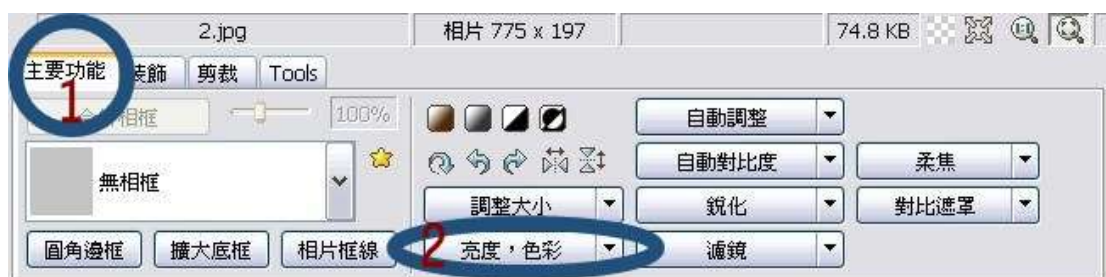 2.jpg 相片 775 x 197 74.8 KB
主要功能 裝飾 剪裁 Tools
1 相框 100% 自動調整
無相框 自動對比度 柔焦
調整大小 銳化 對比遮罩
圓角邊框 擴大底框 相片框線 2 亮度，色彩 濾鏡